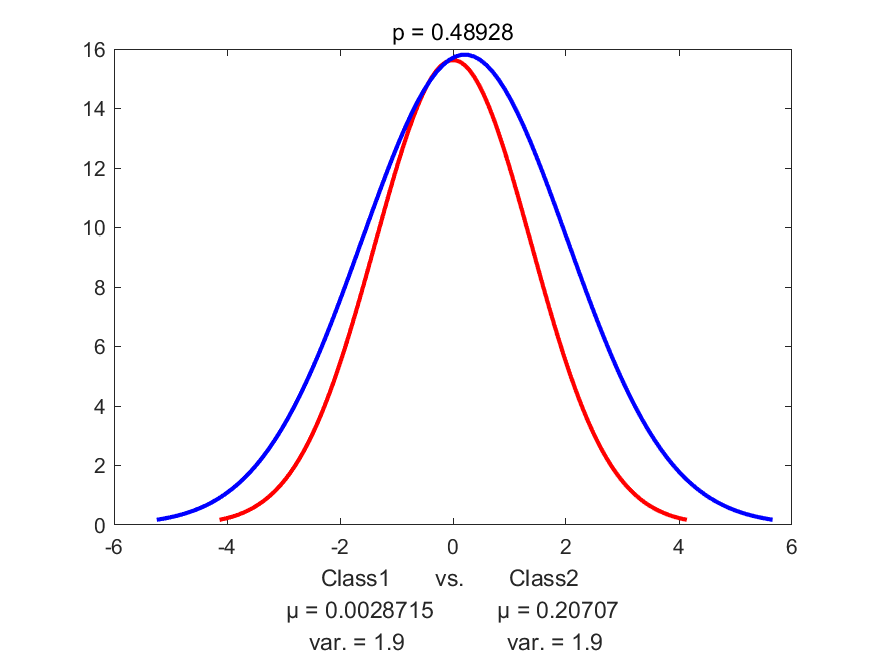 p = 0.48928
16
14
12
10
8
6
4
2
0
-6 -4 -2 0 2 4 6
Class1 vs. Class2
μ = 0.0028715 μ = 0.20707
var. = 1.9 var. = 1.9